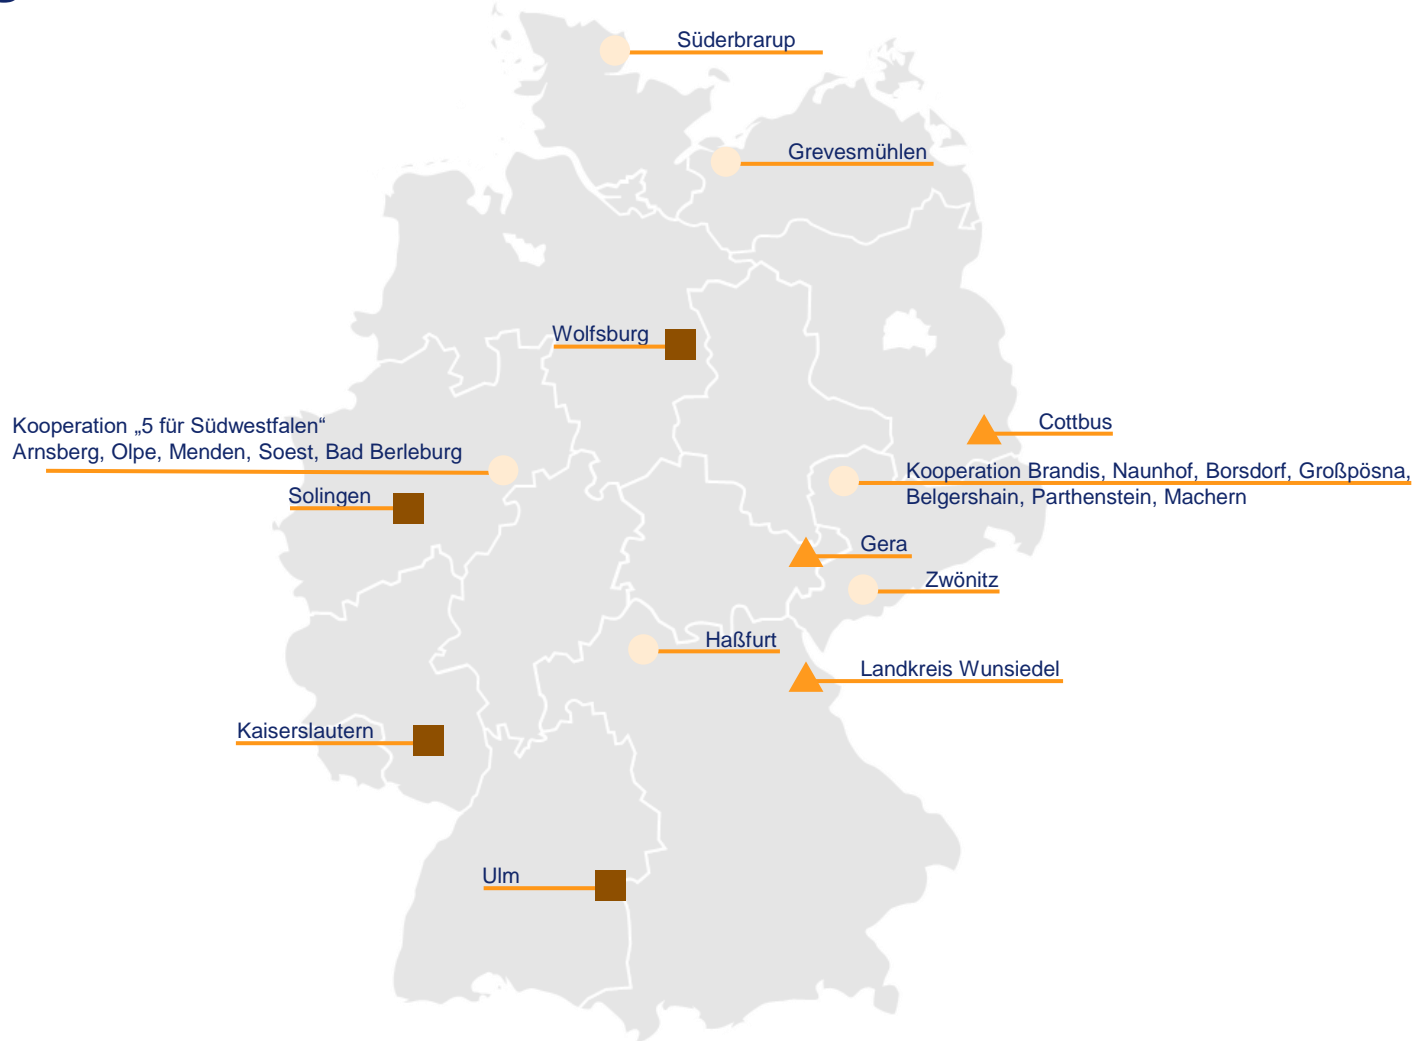 Süderbrarup
Grevesmühlen
Wolfsburg
Cottbus
Kooperation „5 für Südwestfalen“
Arnsberg, Olpe, Menden, Soest, Bad Berleburg
Kooperation Brandis, Naunhof, Borsdorf, Großpösna,
Belgershain, Parthenstein, Machern
Solingen
Gera
Zwönitz
Haßfurt
Landkreis Wunsiedel
Kaiserslautern
Ulm